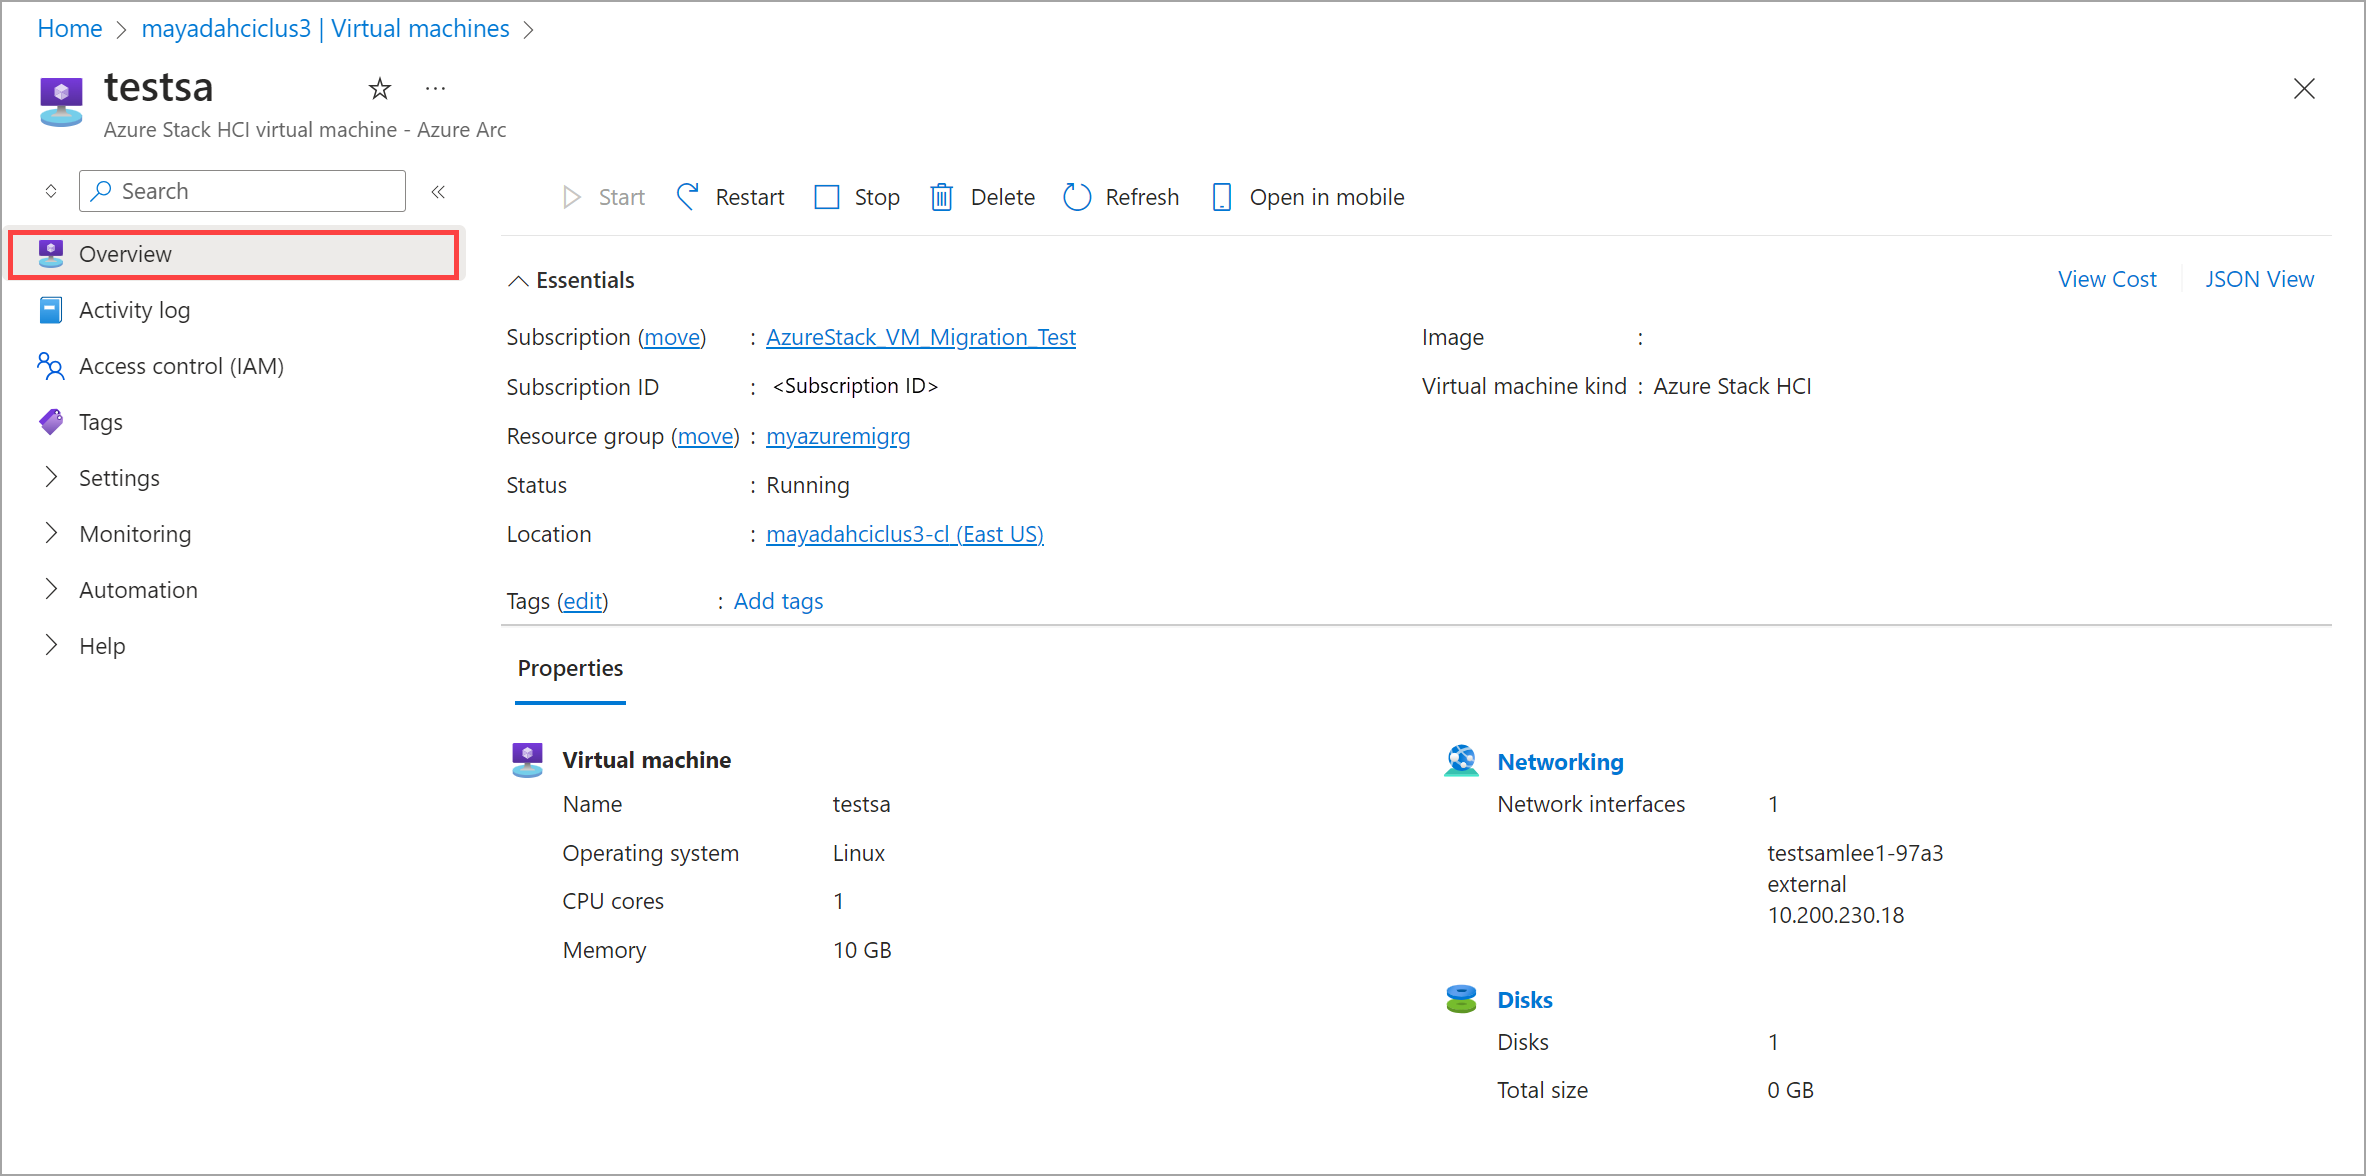 Home > mayadahciclus3 | Virtual machines >
testsa
Azure Stack HCI virtual machine - Azure Arc
Search
Start Restart Stop Delete Refresh Open in mobile
Overview
Activity log
Access control (IAM)
Tags
Settings
Monitoring
Automation
Help
Essentials
View Cost JSON View
Subscription (move) : AzureStack_VM_Migration_Test
Subscription ID : <Subscription ID>
Resource group (move) : myazuremigrg
Status : Running
Location : mayadahciclus3-cl (East US)
Image :
Virtual machine kind : Azure Stack HCI
Tags (edit) : Add tags
Properties
Virtual machine
Name testsa
Operating system Linux
CPU cores 1
Memory 10 GB
Networking
Network interfaces 1
testsamlee1-97a3
external
10.200.230.18
Disks
Disks 1
Total size 0 GB